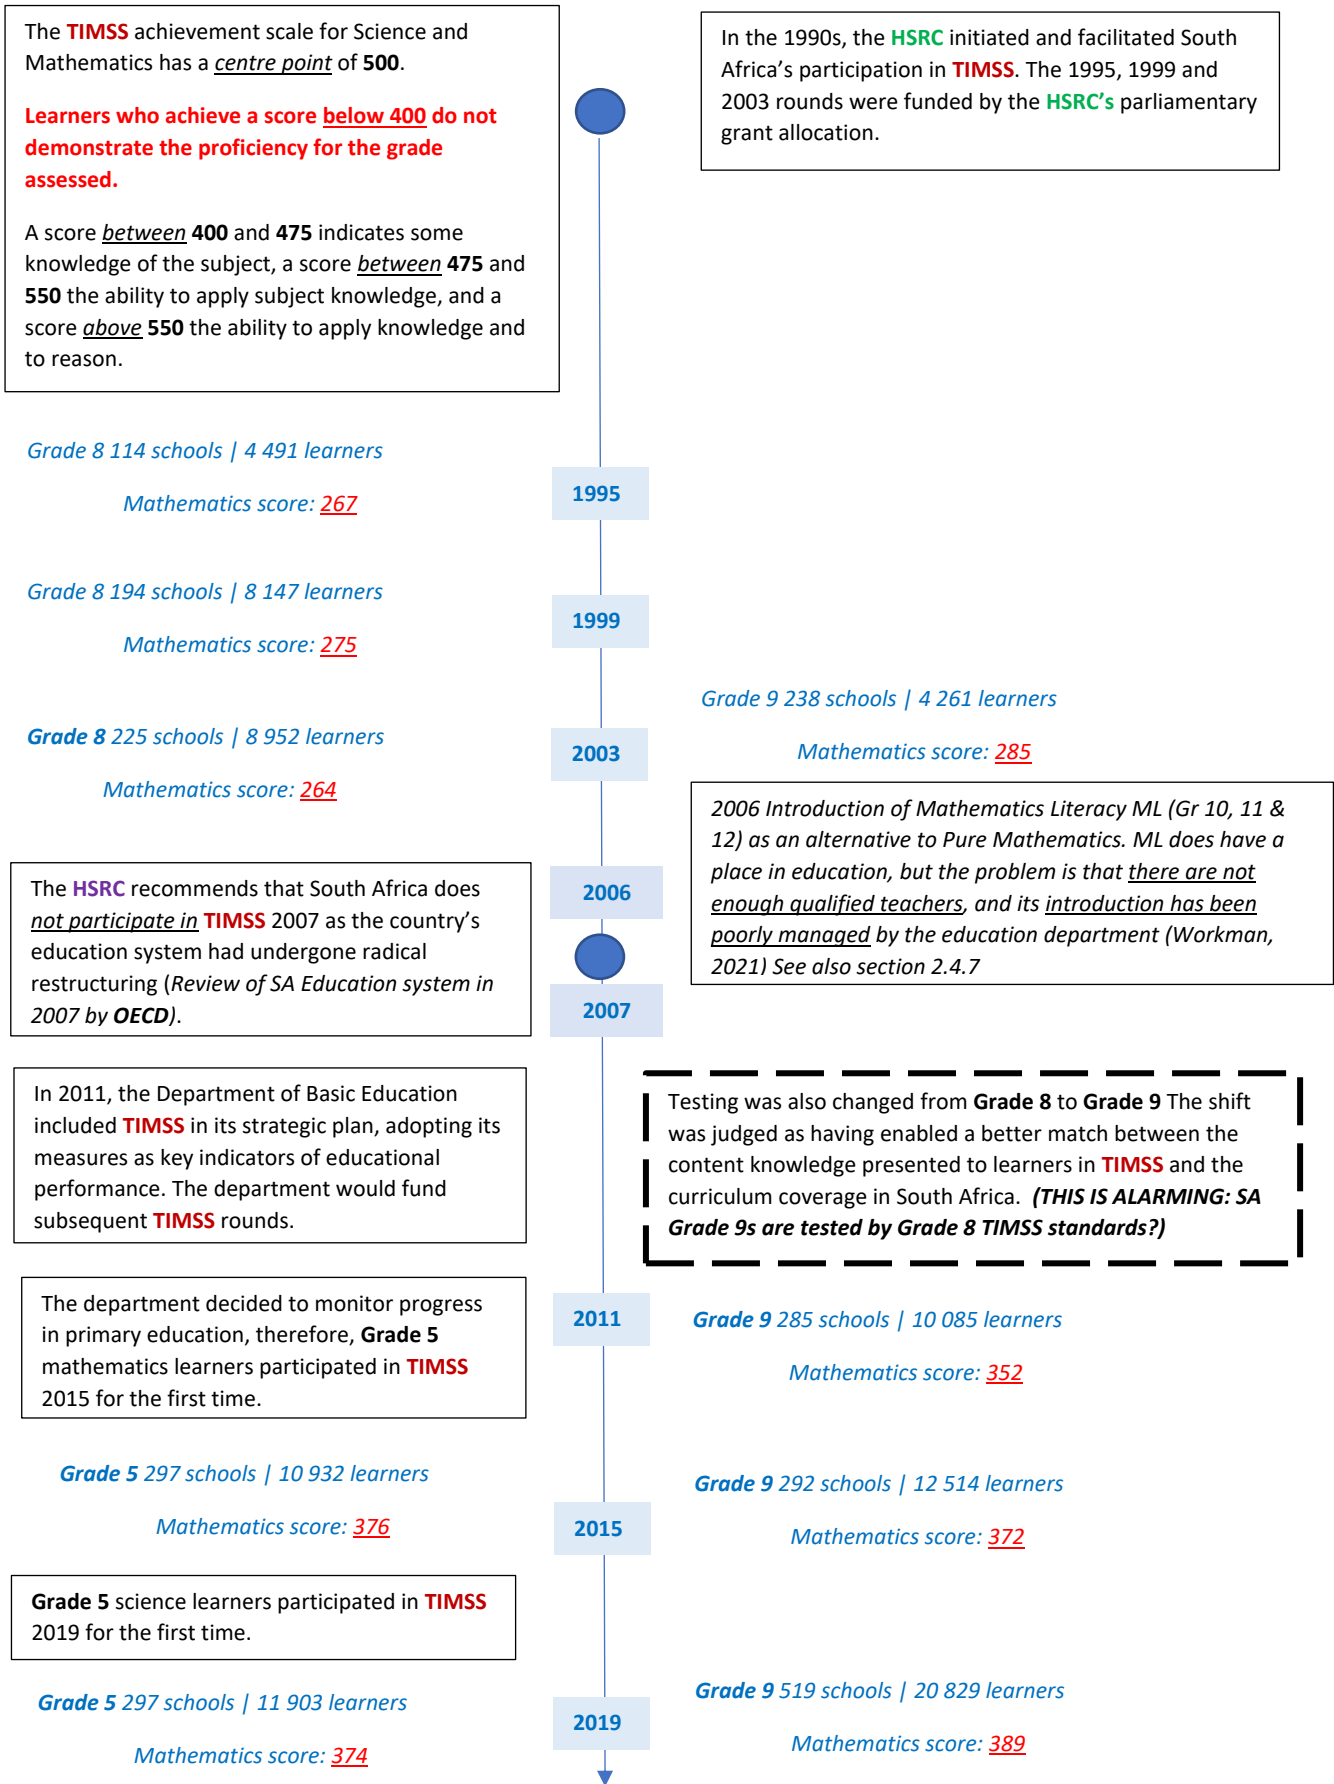 The TIMSS achievement scale for Science and
Mathematics has a centre point of 500.
Learners who achieve a score below 400 do not
demonstrate the proficiency for the grade
assessed.
A score between 400 and 475 indicates some
knowledge of the subject, a score between 475 and
550 the ability to apply subject knowledge, and a
score above 550 the ability to apply knowledge and
to reason.
In the 1990s, the HSRC initiated and facilitated South
Africa's participation in TIMSS. The 1995, 1999 and
2003 rounds were funded by the HSRC's parliamentary
grant allocation.
Grade 8 114 schools | 4 491 learners
Mathematics score: 267
1995
Grade 8 194 schools | 8 147 learners
Mathematics score: 275
1999
Grade 8 225 schools | 8 952 learners
Mathematics score: 264
2003
Grade 9 238 schools | 4 261 learners
Mathematics score: 285
2006 Introduction of Mathematics Literacy ML (Gr 10, 11 &
12) as an alternative to Pure Mathematics. ML does have a
place in education, but the problem is that there are not
enough qualified teachers, and its introduction has been
poorly managed by the education department (Workman,
2021) See also section 2.4.7
2006
The HSRC recommends that South Africa does
not participate in TIMSS 2007 as the country's
education system had undergone radical
restructuring (Review of SA Education system in
2007 by OECD).
2007
In 2011, the Department of Basic Education
included TIMSS in its strategic plan, adopting its
measures as key indicators of educational
performance. The department would fund
subsequent TIMSS rounds.
Testing was also changed from Grade 8 to Grade 9 The shift
was judged as having enabled a better match between the
content knowledge presented to learners in TIMSS and the
curriculum coverage in South Africa. (THIS IS ALARMING: SA
Grade 9s are tested by Grade 8 TIMSS standards?)
The department decided to monitor progress
in primary education, therefore, Grade 5
mathematics learners participated in TIMSS
2015 for the first time.
2011
Grade 9 285 schools | 10 085 learners
Mathematics score: 352
Grade 5 297 schools | 10 932 learners
Mathematics score: 376
2015
Grade 9 292 schools | 12 514 learners
Mathematics score: 372
Grade 5 science learners participated in TIMSS
2019 for the first time.
Grade 5 297 schools | 11 903 learners
Mathematics score: 374
2019
Grade 9 519 schools | 20 829 learners
Mathematics score: 389